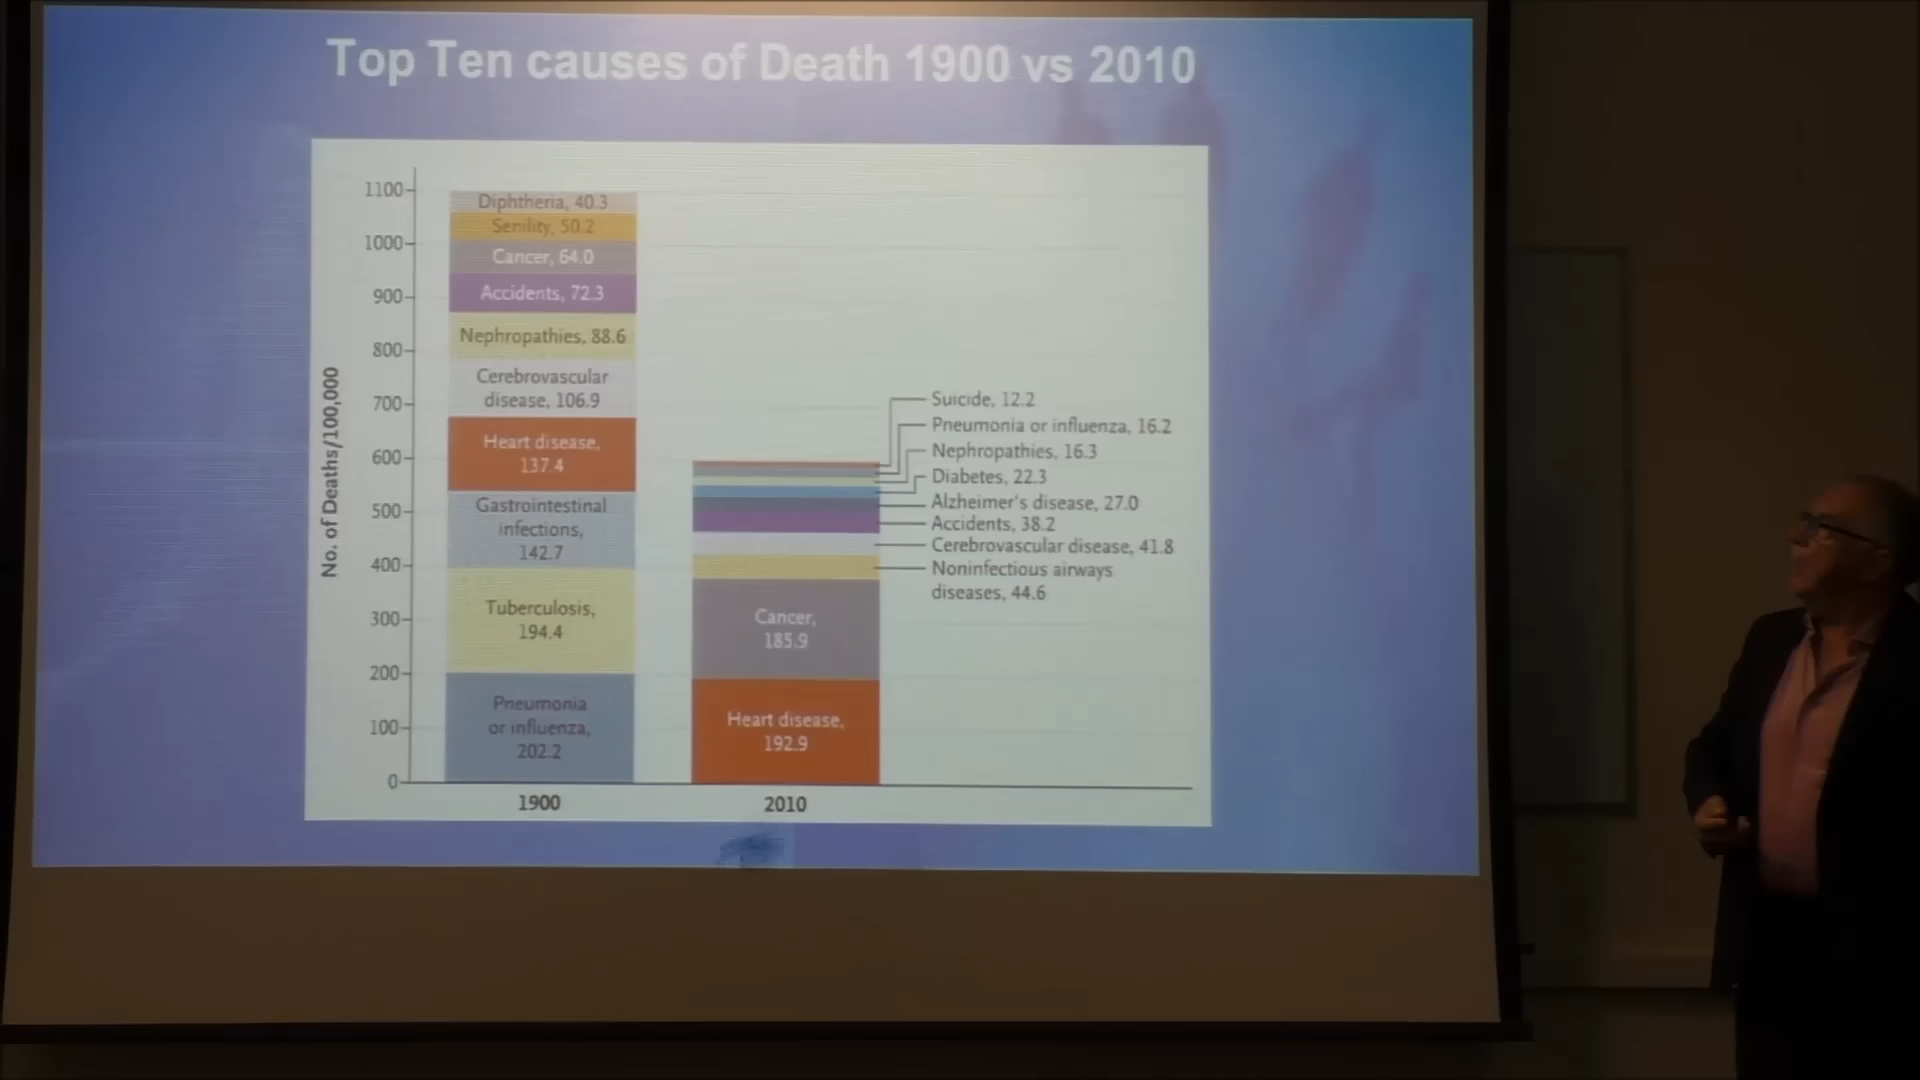 Top Ten causes of Death 1900 vs 2010
No. of Deaths/100,000
1100
1000
900
800
700
600
500
400
300
200
100
0
Diphtheria, 40.3
Senility, 50.2
Cancer, 64.0
Accidents, 72.3
Nephropathies, 88.6
Cerebrovascular
disease, 106.9
Heart disease,
137.4
Gastrointestinal
infections,
142.7
Tuberculosis,
194.4
Pneumonia
or influenza,
202.2
1900
Suicide, 12.2
Pneumonia or influenza, 16.2
Nephropathies, 16.3
Diabetes, 22.3
Alzheimer's disease, 27.0
Accidents, 38.2
Cerebrovascular disease, 41.8
Noninfectious airways
diseases, 44.6
Cancer,
185.9
Heart disease,
192.9
2010